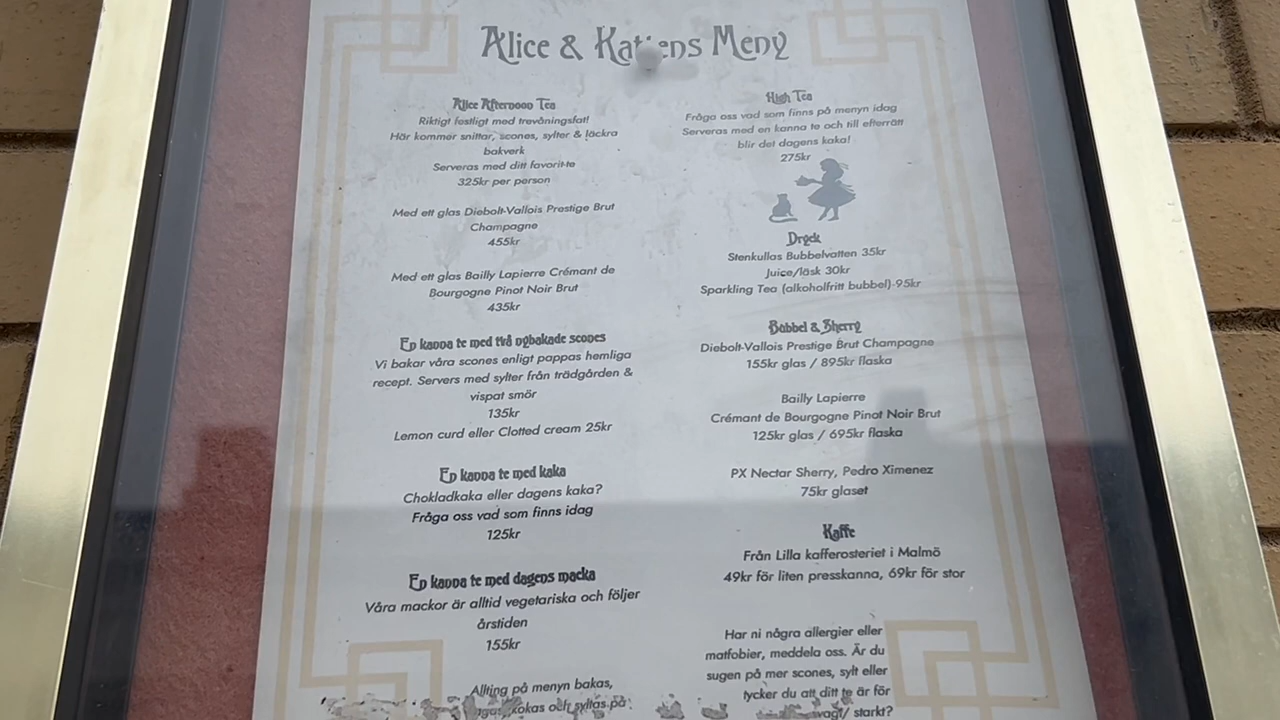 Alice & Kattens Meny
Alice Afternoon Tea
Riktigt festligt med trevåningsfat!
Här kommer snittar, scones, sylter & läckra
bakverk
Serveras med ditt favorit-te
325kr per person
Med ett glas Diebolt-Vallois Prestige Brut
Champagne
455kr
Med ett glas Bailly Lapierre Crémant de
Bourgogne Pinot Noir Brut
435kr
En kanna te med två nybakade scones
Vi bakar våra scones enligt pappas hemliga
recept. Servers med sylter från trädgården &
vispat smör
135kr
Lemon curd eller Clotted cream 25kr
En kanna te med kaka
Chokladkaka eller dagens kaka?
Fråga oss vad som finns idag
125kr
En kanna te med dagens macka
Våra mackor är alltid vegetariska och följer
årstiden
155kr
Allting på menyn bakas,
kokas och syltas på
High Tea
Fråga oss vad som finns på menyn idag
Serveras med en kanna te och till efterrätt
blir det dagens kaka!
275kr
Dryck
Stenkullas Bubbelvatten 35kr
Juice/läsk 30kr
Sparkling Tea (alkoholfritt bubbel)-95kr
Bubbel & Sherry
Diebolt-Vallois Prestige Brut Champagne
155kr glas / 895kr flaska
Bailly Lapierre
Crémant de Bourgogne Pinot Noir Brut
125kr glas / 695kr flaska
PX Nectar Sherry, Pedro Ximenez
75kr glaset
Kaffe
Från Lilla kafferosteriet i Malmö
49kr för liten presskanna, 69kr för stor
Har ni några allergier eller
matfobier, meddela oss. Är du
sugen på mer scones, sylt eller
tycker du att ditt te är för
svagt/ starkt?